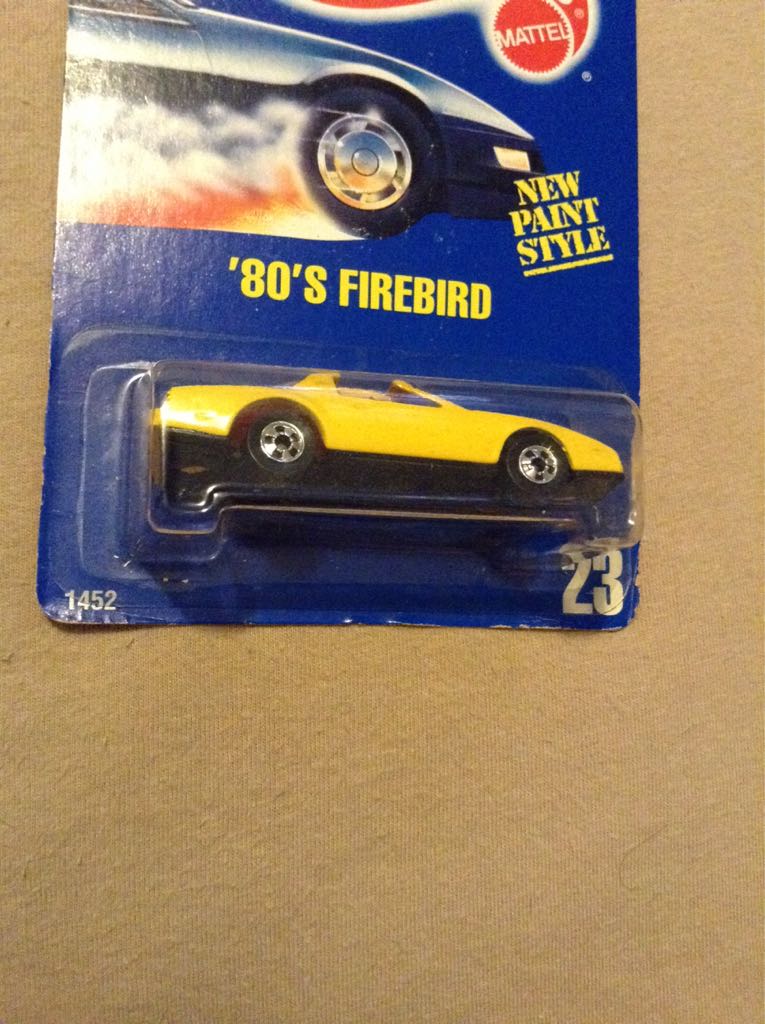 MATTEL
®
®
NEW
PAINT
STYLE
'80'S FIREBIRD
1452
23